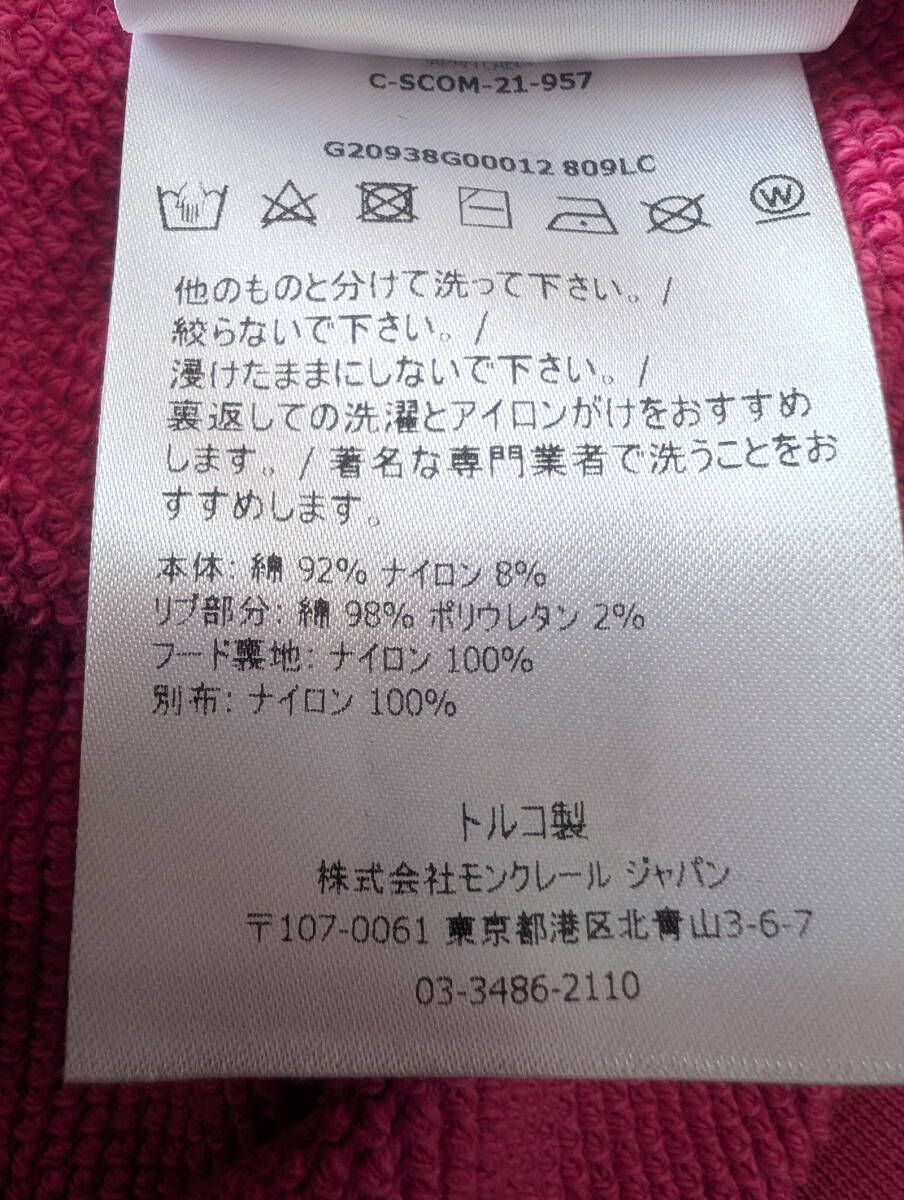 C-SCOM-21-957
G20938G00012 809LC
W
他のものと分けて洗って下さい。/
絞らないで下さい。/
浸けたままにしないで下さい。/
裏返しての洗濯とアイロンがけをおすすめ
します。/ 著名な専門業者で洗うことをお
すすめします。
本体: 綿 92% ナイロン 8%
リブ部分: 綿 98% ポリウレタン 2%
フード裏地: ナイロン 100%
別布: ナイロン 100%
トルコ製
株式会社モンクレール ジャパン
〒107-0061 東京都港区北青山3-6-7
03-3486-2110